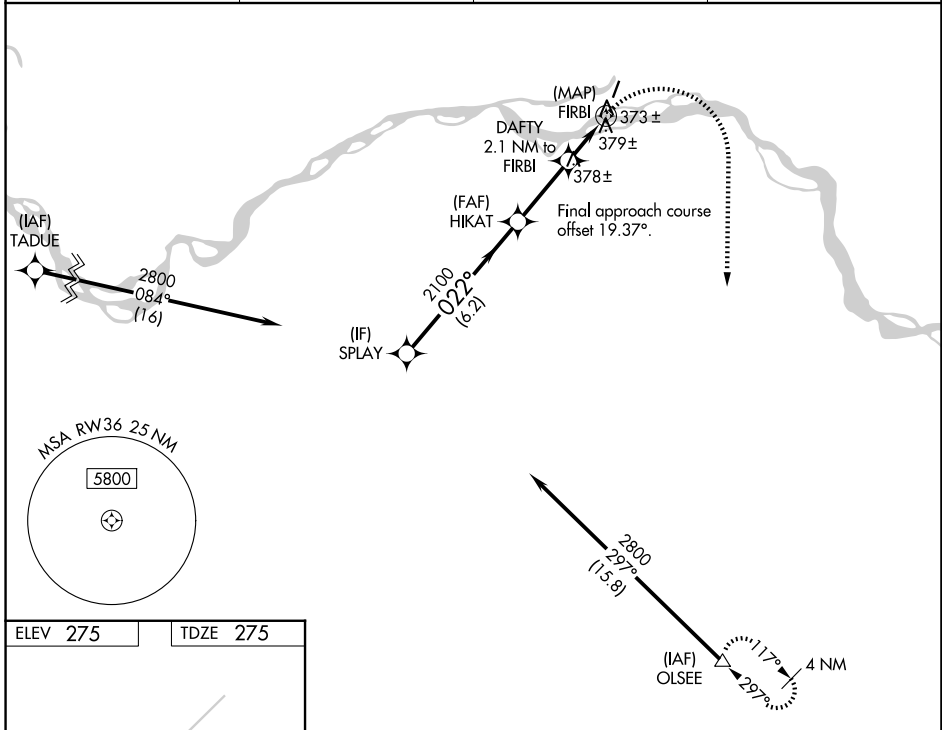 (MAP)
FIRBI
373±
DAFTY
2.1 NM to
FIRBI
379±
378±
(FAF)
HIKAT
Final approach course
offset 19.37°.
(IAF)
TADUE
2800
084°
(16)
2100
022°
(6.2)
(IF)
SPLAY
MSA RW36 25 NM
5800
2800
297°
(15.8)
(IAF)
OLSEE
117°
297°
4 NM
ELEV 275
TDZE 275